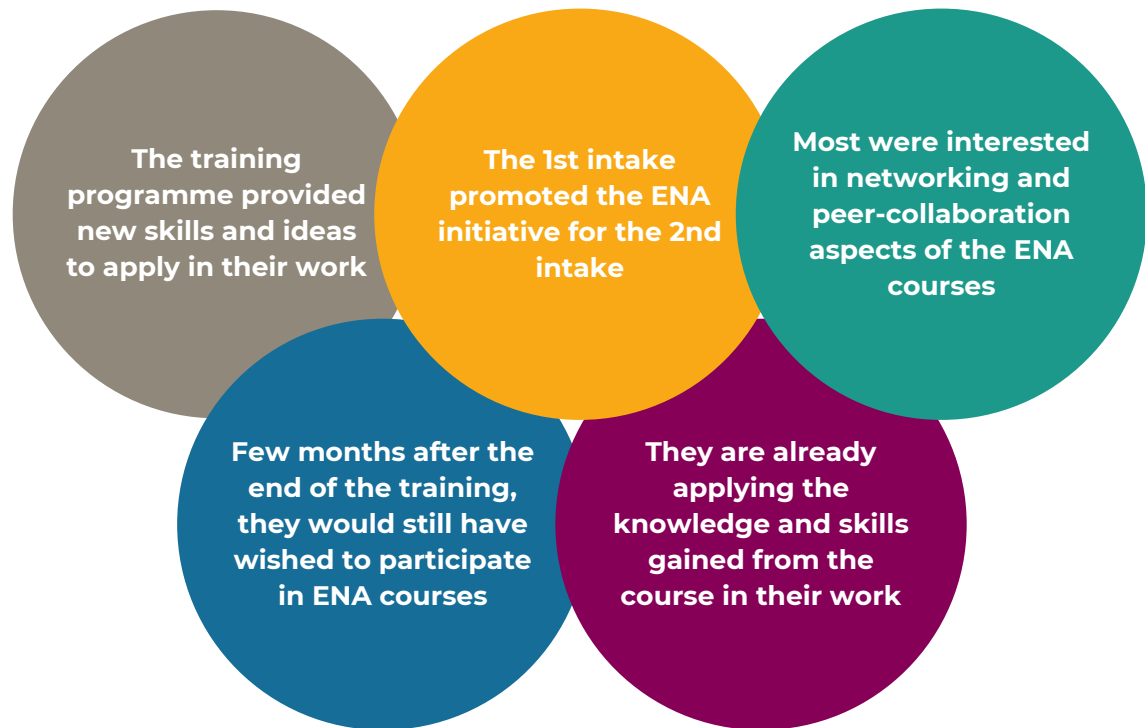 The training
programme provided
new skills and ideas
to apply in their work
The 1st intake
promoted the ENA
initiative for the 2nd
intake
Most were interested
in networking and
peer-collaboration
aspects of the ENA
courses
Few months after the
end of the training,
they would still have
wished to participate
in ENA courses
They are already
applying the
knowledge and skills
gained from the
course in their work